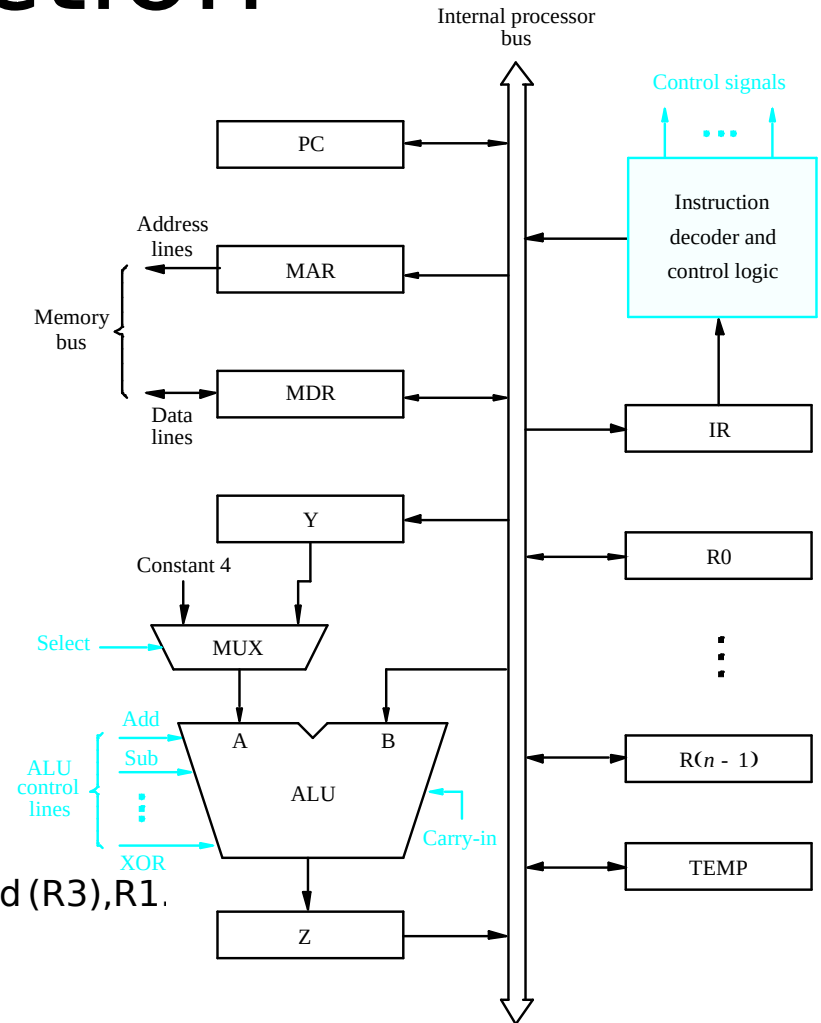 Internal processor
bus
Control signals
PC
Instruction
decoder and
control logic
Address
lines
MAR
Memory
bus
MDR
Data
lines
IR
Y
R0
Constant 4
Select
MUX
Add
A
B
Sub
ALU
control
lines
ALU
R(n - 1)
Carry-in
XOR
TEMP
d (R3),R1.
Z